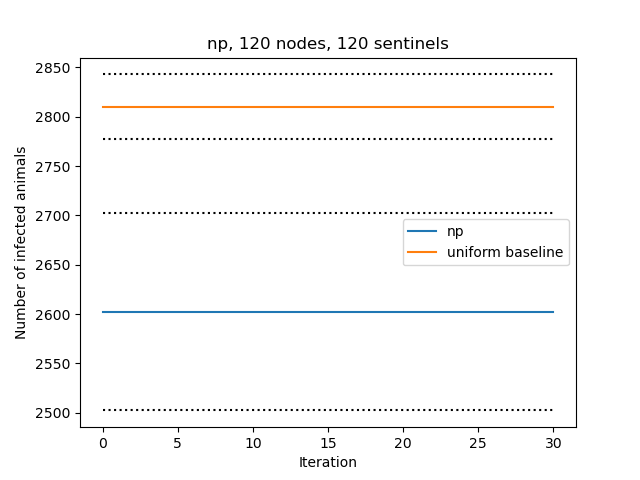 np, 120 nodes, 120 sentinels
2850
2800
2750
2700
2650
2600
2550
2500
Number of infected animals
np
uniform baseline
0 5 10 15 20 25 30
Iteration